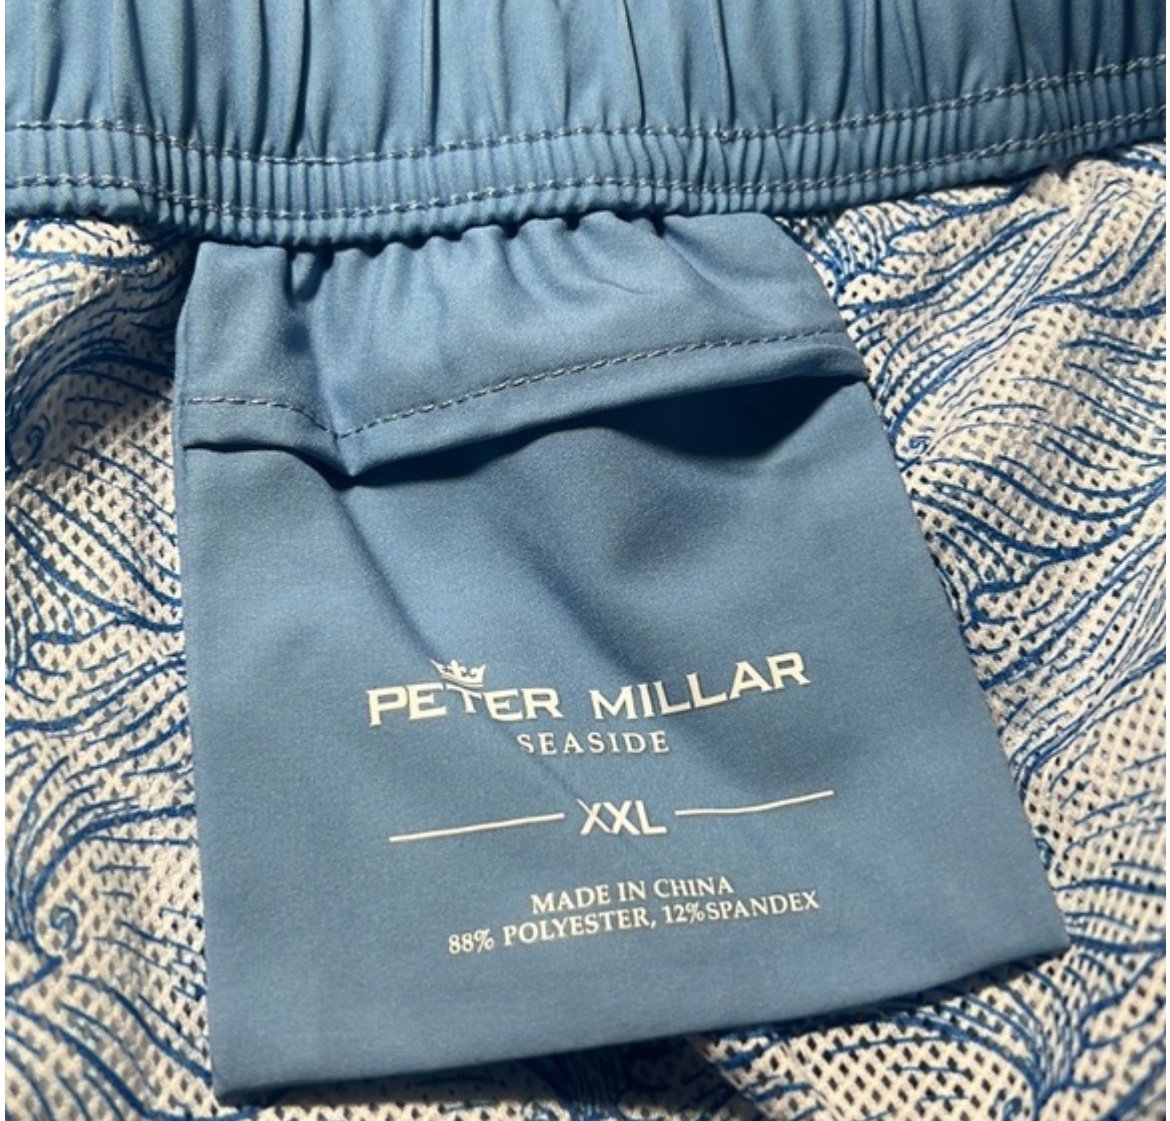 PETER MILLAR
SEASIDE
XXL
MADE IN CHINA
88% POLYESTER, 12%SPANDEX